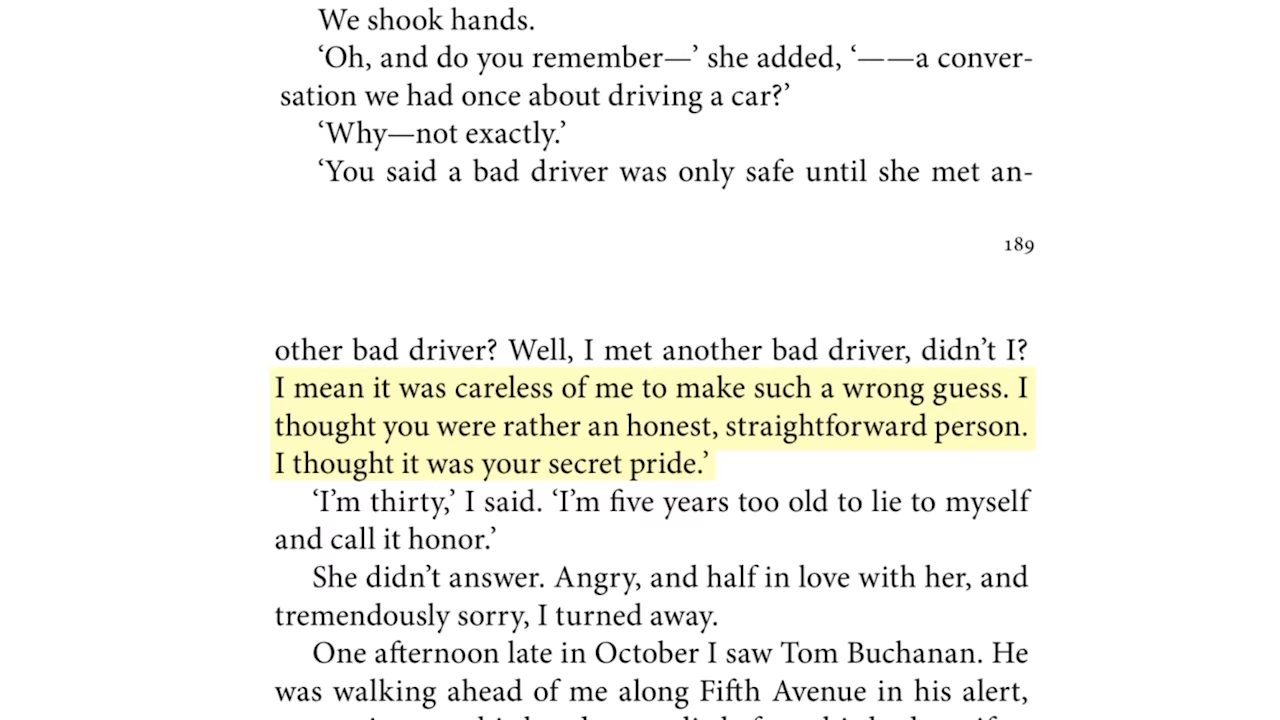 We shook hands.
‘Oh, and do you remember—’ she added, ‘——a conver-
sation we had once about driving a car?’
‘Why—not exactly.’
‘You said a bad driver was only safe until she met an-
189
other bad driver? Well, I met another bad driver, didn’t I?
I mean it was careless of me to make such a wrong guess. I
thought you were rather an honest, straightforward person.
I thought it was your secret pride.’
‘I’m thirty,’ I said. ‘I’m five years too old to lie to myself
and call it honor.’
She didn’t answer. Angry, and half in love with her, and
tremendously sorry, I turned away.
One afternoon late in October I saw Tom Buchanan. He
was walking ahead of me along Fifth Avenue in his alert,